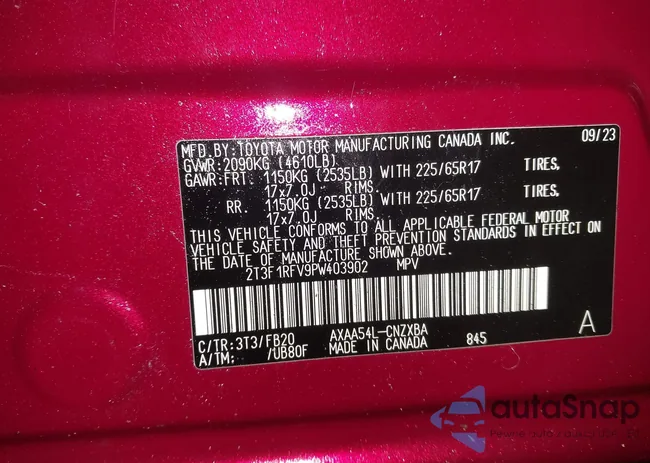 MFD.BY:TOYOTA MOTOR MANUFACTURING CANADA INC. 09/23
GVWR:2090KG (4610LB)
GAWR:FRT. 1150KG (2535LB) WITH 225/65R17 TIRES,
17x7.0J RIMS,
RR. 1150KG (2535LB) WITH 225/65R17 TIRES,
17x7.0J RIMS,
THIS VEHICLE CONFORMS TO ALL APPLICABLE FEDERAL MOTOR
VEHICLE SAFETY AND THEFT PREVENTION STANDARDS IN EFFECT ON
THE DATE OF MANUFACTURE SHOWN ABOVE.
2T3F1RFV9PW403902 MPV
C/TR:3T3/FB20 AXAA54L-CNZXBA A
A/TM: /UB80F MADE IN CANADA 845
autoSnap